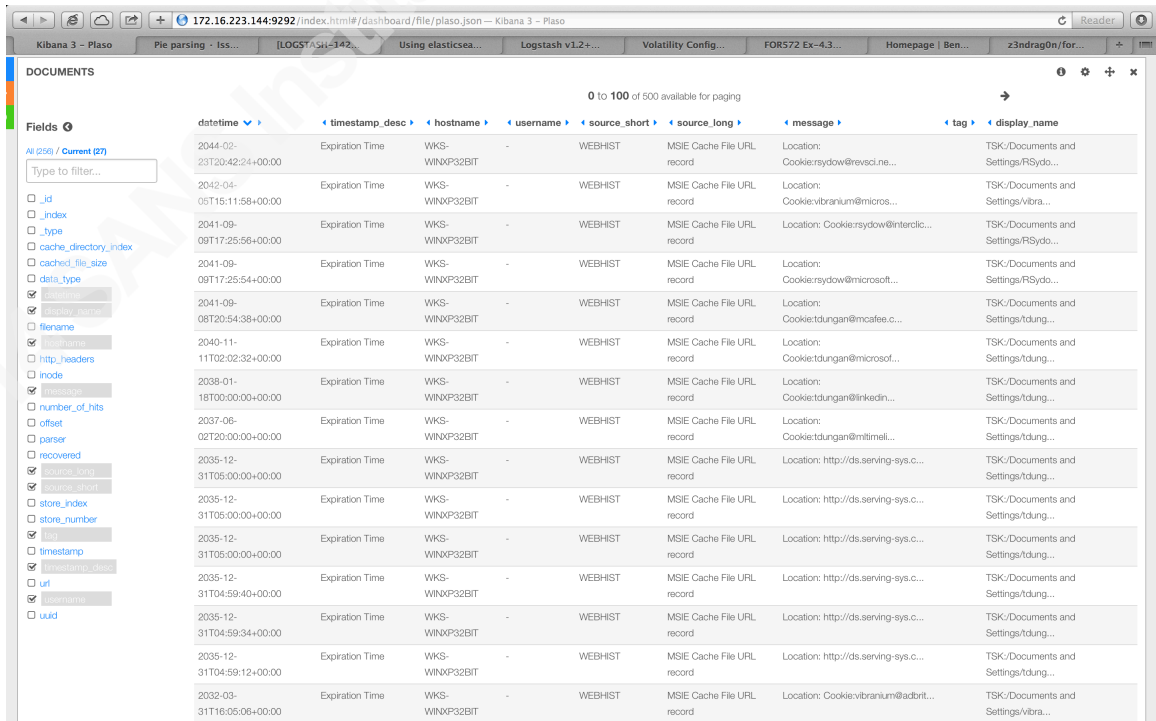 172.16.223.144:9292/index.html#/dashboard/file/plaso.json — Kibana 3 – Plaso
Reader
Kibana 3 – Plaso
Pie parsing · Iss...
[LOGSTASH-142...
Using elasticsea...
Logstash v1.2+...
Volatility Config...
FOR572 Ex-4.3...
Homepage | Ben...
z3ndrag0n/for...
DOCUMENTS
0 to 100 of 500 available for paging
Fields
All (256) / Current (27)
Type to filter...
_id
_index
_type
cache_directory_index
cached_file_size
data_type
datetime
display_name
filename
hostname
http_headers
inode
message
number_of_hits
offset
parser
recovered
source_long
source_short
store_index
store_number
tag
timestamp
timestamp_desc
url
username
uuid
datetime timestamp_desc hostname username source_short source_long message tag display_name
2044-02- Expiration Time WKS- - WEBHIST MSIE Cache File URL Location: TSK:/Documents and
23T20:42:24+00:00 WINXP32BIT record Cookie:rsydow@revsci.ne... Settings/RSydo...
2042-04- Expiration Time WKS- - WEBHIST MSIE Cache File URL Location: TSK:/Documents and
05T15:11:58+00:00 WINXP32BIT record Cookie:vibranium@micros... Settings/vibra...
2041-09- Expiration Time WKS- - WEBHIST MSIE Cache File URL Location: Cookie:rsydow@interclic... TSK:/Documents and
09T17:25:56+00:00 WINXP32BIT record Settings/RSydo...
2041-09- Expiration Time WKS- - WEBHIST MSIE Cache File URL Location: TSK:/Documents and
09T17:25:54+00:00 WINXP32BIT record Cookie:rsydow@microsoft... Settings/RSydo...
2041-09- Expiration Time WKS- - WEBHIST MSIE Cache File URL Location: TSK:/Documents and
08T20:54:38+00:00 WINXP32BIT record Cookie:tdungan@mcafee.c... Settings/tdung...
2040-11- Expiration Time WKS- - WEBHIST MSIE Cache File URL Location: TSK:/Documents and
11T02:02:32+00:00 WINXP32BIT record Cookie:tdungan@microsof... Settings/tdung...
2038-01- Expiration Time WKS- - WEBHIST MSIE Cache File URL Location: TSK:/Documents and
18T00:00:00+00:00 WINXP32BIT record Cookie:tdungan@linkedin... Settings/tdung...
2037-06- Expiration Time WKS- - WEBHIST MSIE Cache File URL Location: TSK:/Documents and
02T20:00:00+00:00 WINXP32BIT record Cookie:tdungan@mltimeli... Settings/tdung...
2035-12- Expiration Time WKS- - WEBHIST MSIE Cache File URL Location: http://ds.serving-sys.c... TSK:/Documents and
31T05:00:00+00:00 WINXP32BIT record Settings/tdung...
2035-12- Expiration Time WKS- - WEBHIST MSIE Cache File URL Location: http://ds.serving-sys.c... TSK:/Documents and
31T05:00:00+00:00 WINXP32BIT record Settings/tdung...
2035-12- Expiration Time WKS- - WEBHIST MSIE Cache File URL Location: http://ds.serving-sys.c... TSK:/Documents and
31T05:00:00+00:00 WINXP32BIT record Settings/tdung...
2035-12- Expiration Time WKS- - WEBHIST MSIE Cache File URL Location: http://ds.serving-sys.c... TSK:/Documents and
31T04:59:40+00:00 WINXP32BIT record Settings/tdung...
2035-12- Expiration Time WKS- - WEBHIST MSIE Cache File URL Location: http://ds.serving-sys.c... TSK:/Documents and
31T04:59:34+00:00 WINXP32BIT record Settings/tdung...
2035-12- Expiration Time WKS- - WEBHIST MSIE Cache File URL Location: http://ds.serving-sys.c... TSK:/Documents and
31T04:59:12+00:00 WINXP32BIT record Settings/tdung...
2032-03- Expiration Time WKS- - WEBHIST MSIE Cache File URL Location: Cookie:vibranium@adbrit... TSK:/Documents and
31T16:05:06+00:00 WINXP32BIT record Settings/vibra...